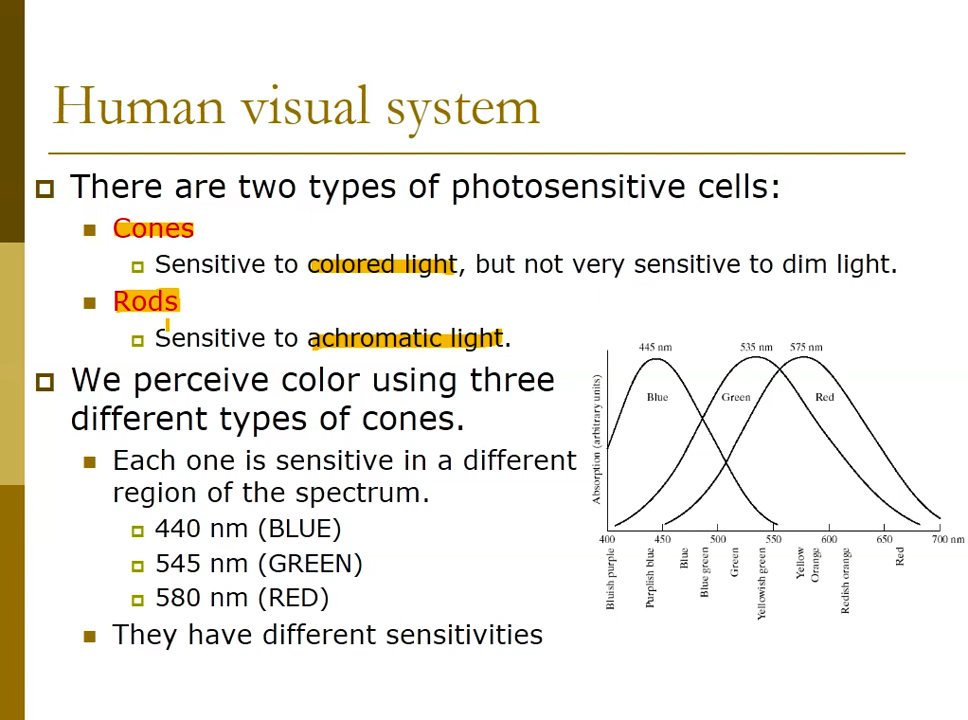 Human visual system
There are two types of photosensitive cells:
Cones
Sensitive to colored light, but not very sensitive to dim light.
Rods
Sensitive to achromatic light.
We perceive color using three
different types of cones.
Each one is sensitive in a different
region of the spectrum.
440 nm (BLUE)
545 nm (GREEN)
580 nm (RED)
They have different sensitivities
445 nm 535 nm 575 nm
Blue Green Red
Absorption (arbitrary units)
400 450 500 550 600 650 700 nm
Bluish purple
Purplish blue
Blue
Blue green
Green
Yellowish green
Yellow
Orange
Redish orange
Red